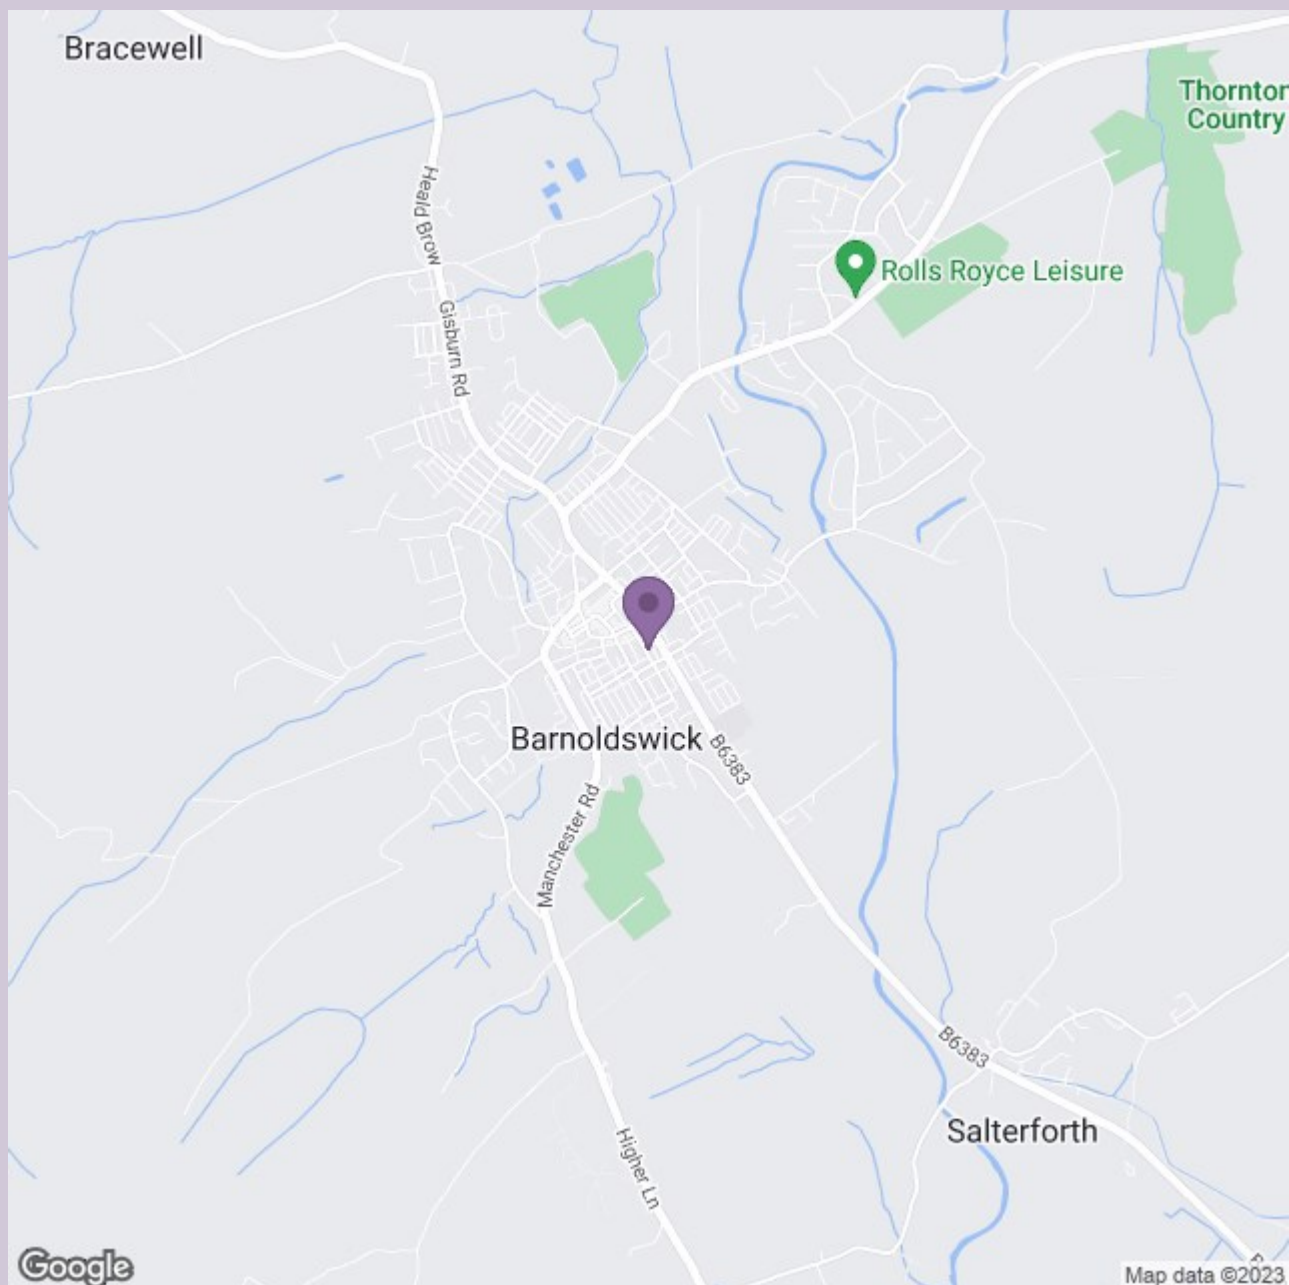 Bracewell
Thornton
Country
Heald Brow
Rolls Royce Leisure
Gisburn Rd
Barnoldswick
B6383
Manchester Rd
B6383
Salterforth
Higher Ln
Google
Map data ©2023